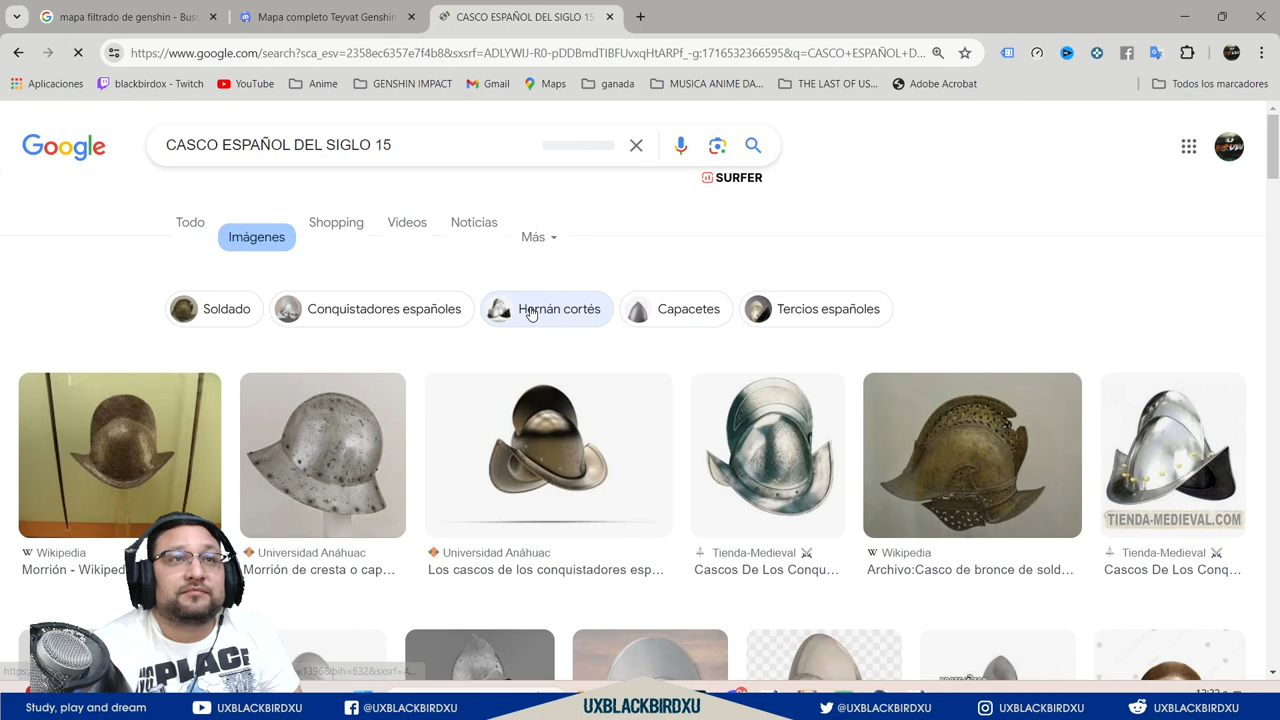 mapa filtrado de genshin - Bus
Mapa completo Teyvat Genshin
CASCO ESPAÑOL DEL SIGLO 15
https://www.google.com/search?sca_esv=2358ec6357e7f4b8&sxsrf=ADLYWIJ-R0-pDDBmdTIBFUvxqHtARPf_-g:1716532366595&q=CASCO+ESPAÑOL+D...
Aplicaciones
blackbirdox - Twitch
YouTube
Anime
GENSHIN IMPACT
Gmail
Maps
ganada
MUSICA ANIME DA...
THE LAST OF US...
Adobe Acrobat
Todos los marcadores
Google
CASCO ESPAÑOL DEL SIGLO 15
SURFER
Todo
Imágenes
Shopping
Videos
Noticias
Más
Soldado
Conquistadores españoles
Hernán cortés
Capacetes
Tercios españoles
TIENDA-MEDIEVAL.COM
Wikipedia
Morrión - Wikiped
Universidad Anáhuac
Morrión de cresta o cap...
Universidad Anáhuac
Los cascos de los conquistadores esp...
Tienda-Medieval
Cascos De Los Conqu...
Wikipedia
Archivo:Casco de bronce de sold...
Tienda-Medieval
Cascos De Los Conq...
PLACE
Study, play and dream
UXBLACKBIRDXU
@UXBLACKBIRDXU
UXBLACKBIRDXU
@UXBLACKBIRDXU
UXBLACKBIRDXU
UXBLACKBIRDXU